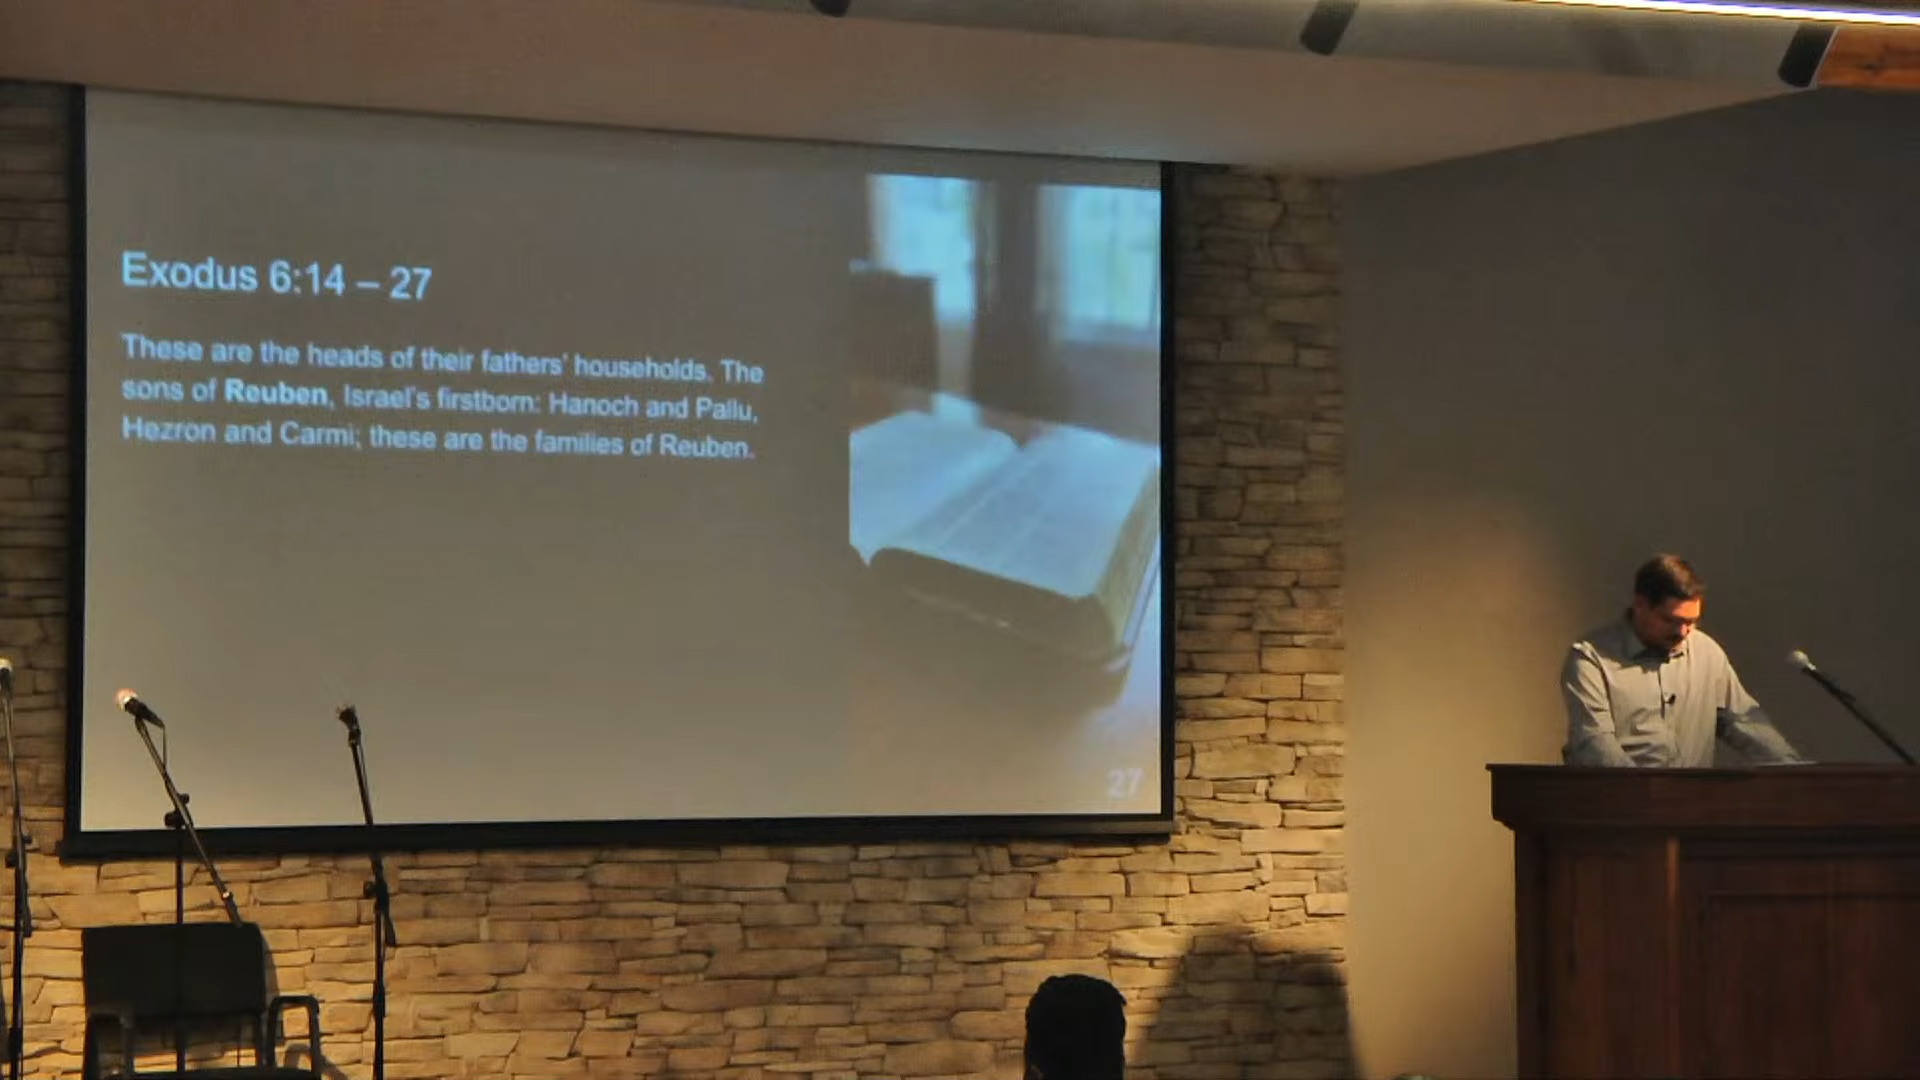 Exodus 6:14 – 27
These are the heads of their fathers' households. The
sons of Reuben, Israel's firstborn: Hanoch and Pallu,
Hezron and Carmi; these are the families of Reuben.
27